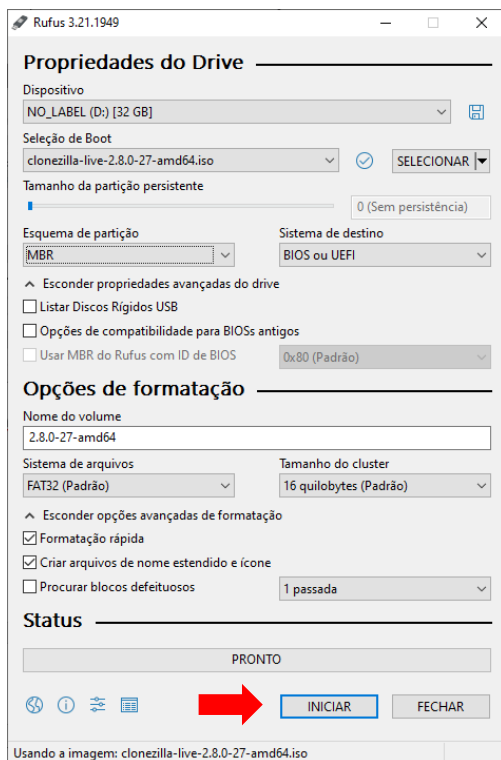 Rufus 3.21.1949
Propriedades do Drive
Dispositivo
NO_LABEL (D:) [32 GB]
Seleção de Boot
clonezilla-live-2.8.0-27-amd64.iso
SELECIONAR
Tamanho da partição persistente
0 (Sem persistência)
Esquema de partição Sistema de destino
MBR BIOS ou UEFI
Esconder propriedades avançadas do drive
Listar Discos Rígidos USB
Opções de compatibilidade para BIOSs antigos
Usar MBR do Rufus com ID de BIOS 0x80 (Padrão)
Opções de formatação
Nome do volume
2.8.0-27-amd64
Sistema de arquivos Tamanho do cluster
FAT32 (Padrão) 16 quilobytes (Padrão)
Esconder opções avançadas de formatação
Formatação rápida
Criar arquivos de nome estendido e ícone
Procurar blocos defeituosos 1 passada
Status
PRONTO
INICIAR FECHAR
Usando a imagem: clonezilla-live-2.8.0-27-amd64.iso